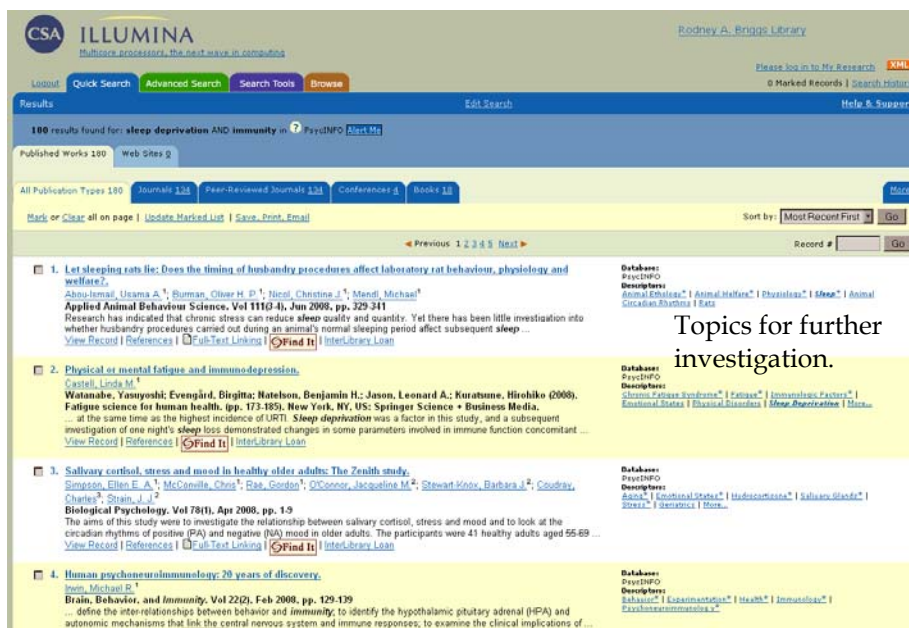 CSA ILLUMINA
Rodney A. Briggs Library
Multicore processors, the next wave in computing
Please log in to My Research XML
Logout Quick Search Advanced Search Search Tools Browse
0 Marked Records | Search Histor
Results Edit Search Help & Suppor
180 results found for: sleep deprivation AND immunity in ? PsycINFO Alert Me
Published Works 180 Web Sites 0
All Publication Types 180 Journals 134 Peer-Reviewed Journals 134 Conferences 4 Books 18 More
Mark or Clear all on page | Update Marked List | Save, Print, Email Sort by: Most Recent First Go
Previous 1 2 3 4 5 Next Record # Go
1. Let sleeping rats lie: Does the timing of husbandry procedures affect laboratory rat behaviour, physiology and
welfare?.
Abou-Ismail, Usama A.1; Burman, Oliver H. P.1; Nicol, Christine J.1; Mendl, Michael1
Applied Animal Behaviour Science. Vol 111(3-4), Jun 2008, pp. 329-341
Research has indicated that chronic stress can reduce sleep quality and quantity. Yet there has been little investigation into
whether husbandry procedures carried out during an animal's normal sleeping period affect subsequent sleep ...
View Record | References | Full-Text Linking | Find It | InterLibrary Loan
Database:
PsycINFO
Descriptors:
Animal Ethology* | Animal Welfare* | Physiology* | Sleep* | Animal
Circadian Rhythms | Rats
Topics for further
investigation.
2. Physical or mental fatigue and immunodepression.
Castell, Linda M.1
Watanabe, Yasuyoshi; Evengård, Birgitta; Natelson, Benjamin H.; Jason, Leonard A.; Kuratsune, Hirohiko (2008).
Fatigue science for human health. (pp. 173-185). New York, NY, US: Springer Science + Business Media.
... at the same time as the highest incidence of URTI. Sleep deprivation was a factor in this study, and a subsequent
investigation of one night's sleep loss demonstrated changes in some parameters involved in immune function concomitant ...
View Record | References | Find It | InterLibrary Loan
Database:
PsycINFO
Descriptors:
Chronic Fatigue Syndrome* | Fatigue* | Immunologic Factors* |
Emotional States | Physical Disorders | Sleep Deprivation | More...
3. Salivary cortisol, stress and mood in healthy older adults: The Zenith study.
Simpson, Ellen E. A.1; McConville, Chris1; Rae, Gordon1; O'Connor, Jacqueline M.2; Stewart-Knox, Barbara J.2; Coudray,
Charles3; Strain, J. J.2
Biological Psychology. Vol 78(1), Apr 2008, pp. 1-9
The aims of this study were to investigate the relationship between salivary cortisol, stress and mood and to look at the
circadian rhythms of positive (PA) and negative (NA) mood in older adults. The participants were 41 healthy adults aged 55-69 ...
View Record | References | Full-Text Linking | Find It | InterLibrary Loan
Database:
PsycINFO
Descriptors:
Aging* | Emotional States* | Hydrocortisone* | Salivary Glands* |
Stress* | Geriatrics | More...
4. Human psychoneuroimmunology: 20 years of discovery.
Irwin, Michael R.1
Brain, Behavior, and Immunity. Vol 22(2), Feb 2008, pp. 129-139
... define the inter-relationships between behavior and immunity; to identify the hypothalamic pituitary adrenal (HPA) and
autonomic mechanisms that link the central nervous system and immune responses; to examine the clinical implications of ...
Database:
PsycINFO
Descriptors:
Behavior* | Experimentation* | Health* | Immunology* |
Psychoneuroimmunology*